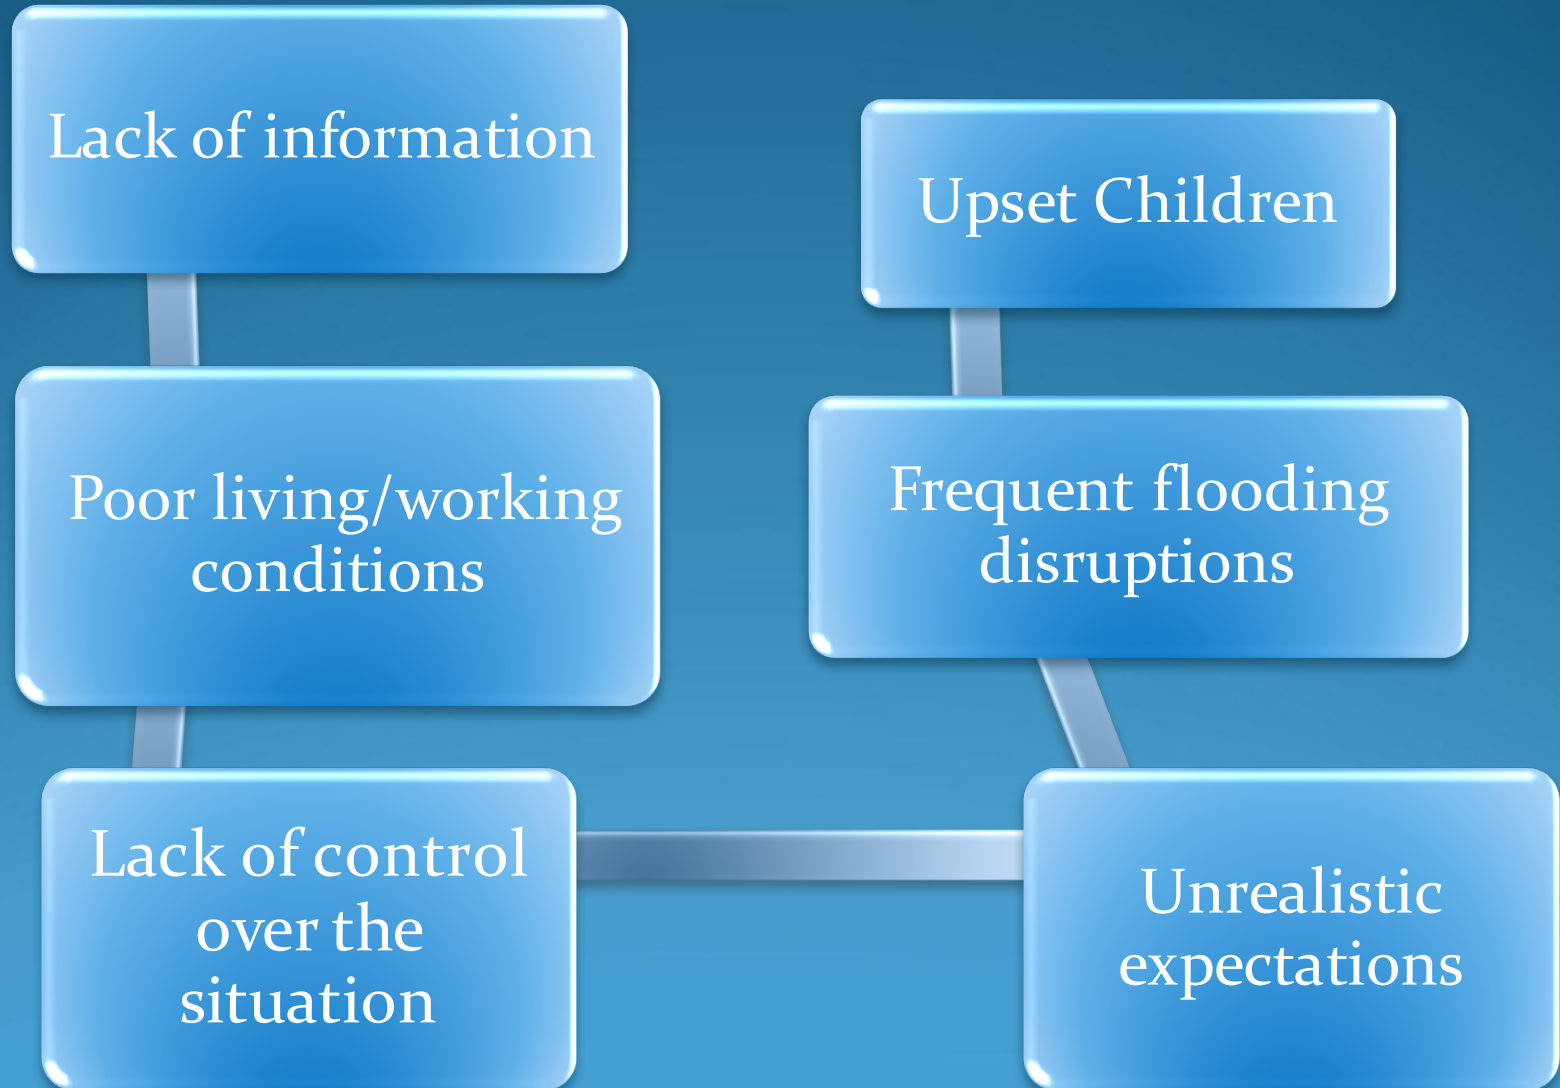 Lack of information
Poor living/working
conditions
Lack of control
over the
situation
Unrealistic
expectations
Frequent flooding
disruptions
Upset Children